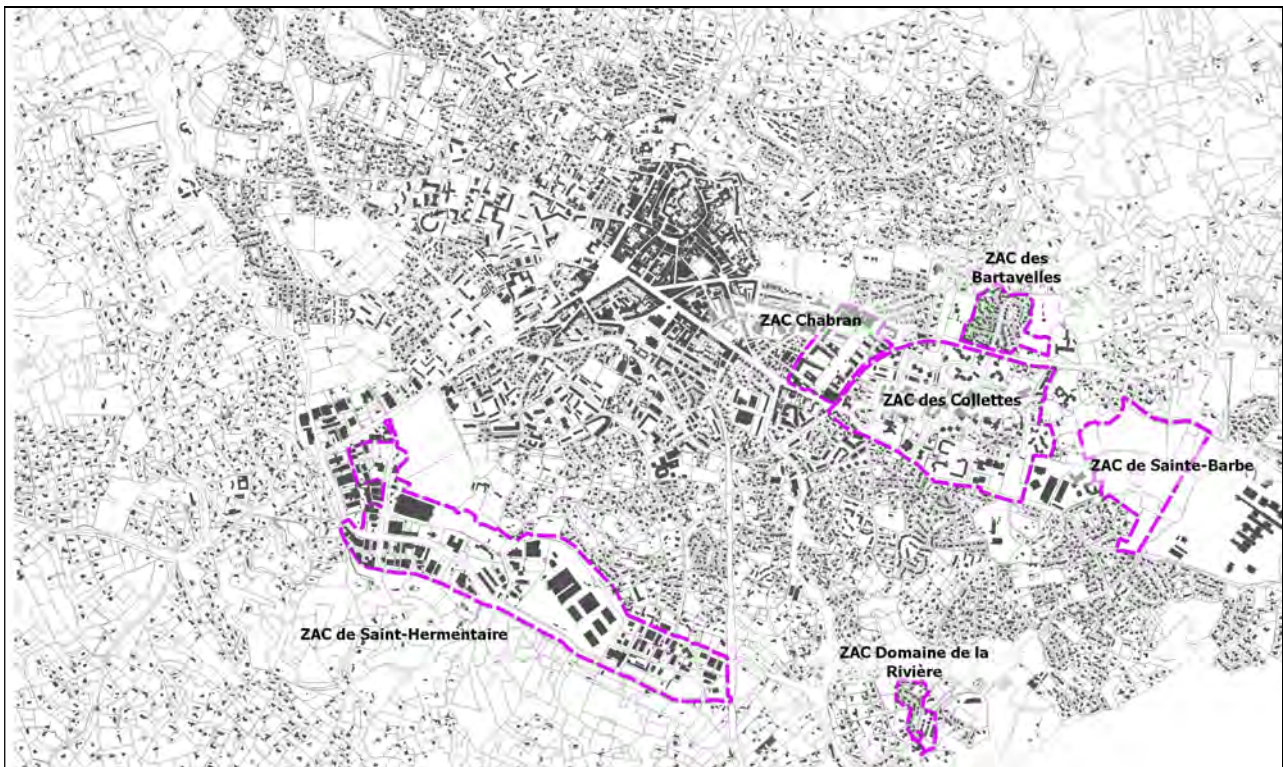 ZAC des
Bartavelles
ZAC Chabran
ZAC des Collettes
ZAC de Sainte-Barbe
ZAC de Saint-Hermentaire
ZAC Domaine de la
Rivière